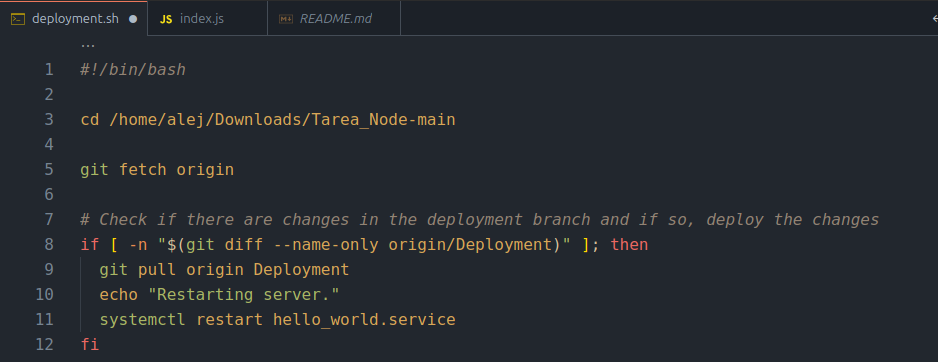 deployment.sh ● JS index.js M↓ README.md
...
1 #!/bin/bash
2
3 cd /home/alej/Downloads/Tarea_Node-main
4
5 git fetch origin
6
7 # Check if there are changes in the deployment branch and if so, deploy the changes
8 if [ -n "$(git diff --name-only origin/Deployment)" ]; then
9   git pull origin Deployment
10   echo "Restarting server."
11   systemctl restart hello_world.service
12 fi